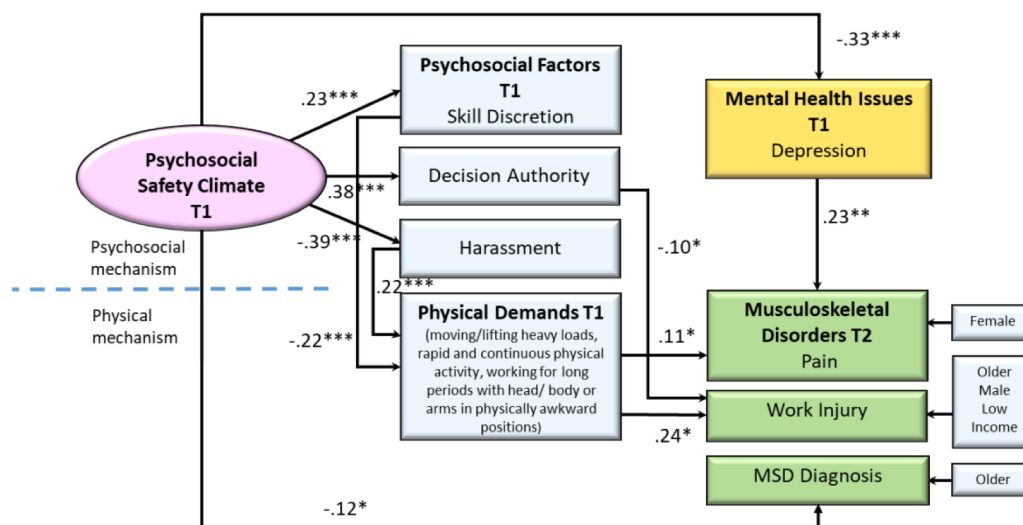 -.33***
Psychosocial Factors
T1
Skill Discretion
.23***
Mental Health Issues
T1
Depression
Psychosocial
Safety Climate
T1
Decision Authority
.38***
.23**
-.39***
Harassment
-.10*
Psychosocial
mechanism
.22***
Physical
mechanism
Physical Demands T1
(moving/lifting heavy loads,
rapid and continuous physical
activity, working for long
periods with head/ body or
arms in physically awkward
positions)
-.22***
.11*
Musculoskeletal
Disorders T2
Pain
Female
Work Injury
Older
Male
Low
Income
.24*
MSD Diagnosis
Older
-.12*